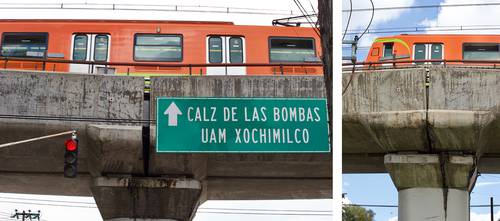 CALZ DE LAS BOMBAS
UAM XOCHIMILCO